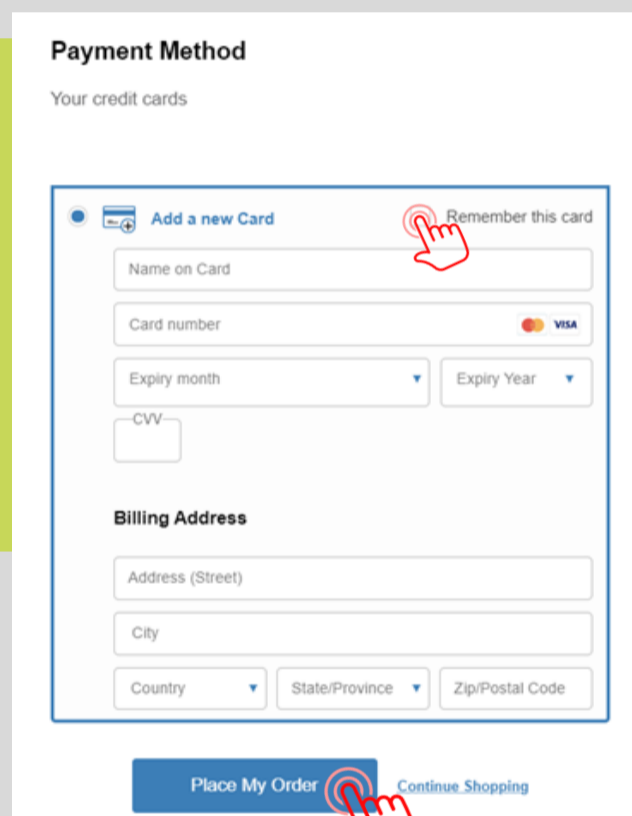 Payment Method
Your credit cards
Add a new Card Remember this card
Name on Card
Card number VISA
Expiry month Expiry Year
CVV
Billing Address
Address (Street)
City
Country State/Province Zip/Postal Code
Place My Order Continue Shopping